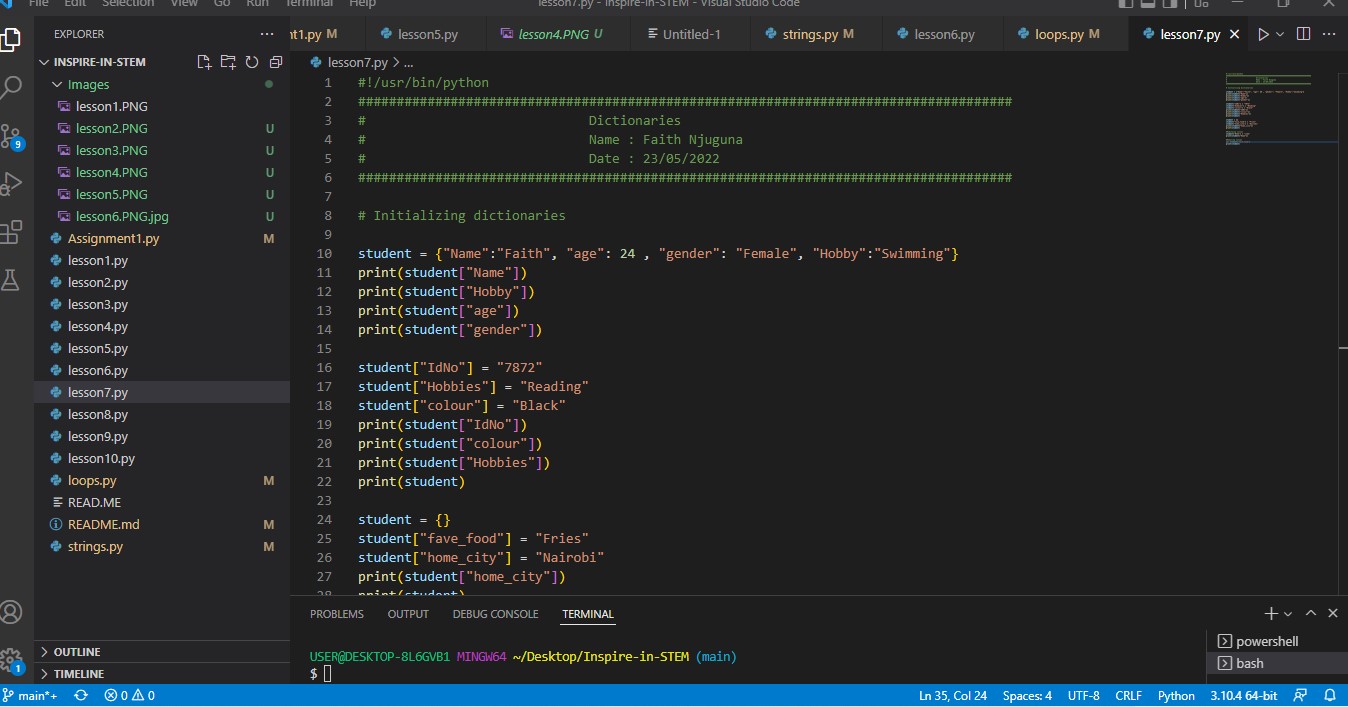 File Edit Selection View Go Run Terminal Help lesson7.py - Inspire-in-STEM - Visual Studio Code
EXPLORER
nt1.py M lesson5.py lesson4.PNG U Untitled-1 strings.py M lesson6.py loops.py M lesson7.py
INSPIRE-IN-STEM
Images
lesson1.PNG
lesson2.PNG U
lesson3.PNG U
lesson4.PNG U
lesson5.PNG U
lesson6.PNG.jpg U
Assignment1.py M
lesson1.py
lesson2.py
lesson3.py
lesson4.py
lesson5.py
lesson6.py
lesson7.py
lesson8.py
lesson9.py
lesson10.py
loops.py M
READ.ME
README.md M
strings.py M
OUTLINE
TIMELINE
9
1
lesson7.py > ...
1 #!/usr/bin/python
2 #####################################################################################
3 # Dictionaries
4 # Name : Faith Njuguna
5 # Date : 23/05/2022
6 #####################################################################################
7
8 # Initializing dictionaries
9
10 student = {"Name":"Faith", "age": 24 , "gender": "Female", "Hobby":"Swimming"}
11 print(student["Name"])
12 print(student["Hobby"])
13 print(student["age"])
14 print(student["gender"])
15
16 student["IdNo"] = "7872"
17 student["Hobbies"] = "Reading"
18 student["colour"] = "Black"
19 print(student["IdNo"])
20 print(student["colour"])
21 print(student["Hobbies"])
22 print(student)
23
24 student = {}
25 student["fave_food"] = "Fries"
26 student["home_city"] = "Nairobi"
27 print(student["home_city"])
28 print(student)
PROBLEMS OUTPUT DEBUG CONSOLE TERMINAL
USER@DESKTOP-8L6GVB1 MINGW64 ~/Desktop/Inspire-in-STEM (main)
$
powershell
bash
main*+ 0 0 Ln 35, Col 24 Spaces: 4 UTF-8 CRLF Python 3.10.4 64-bit